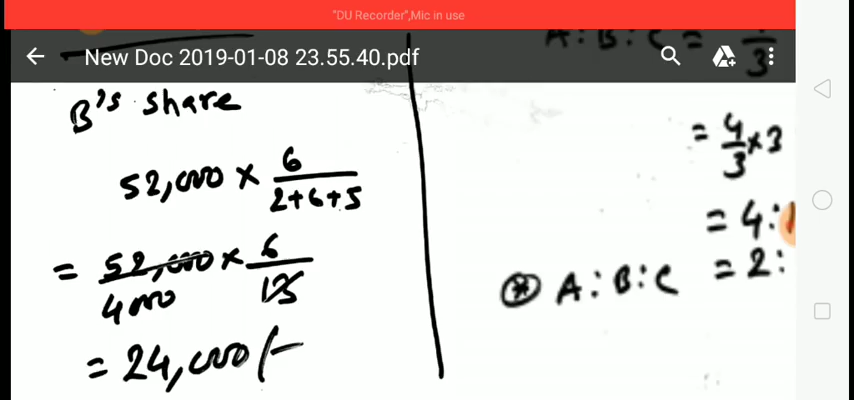 "DU Recorder",Mic in use
New Doc 2019-01-08 23.55.40.pdf
B's share
52,000 × 6/(2+6+5)
= 52,000 × 6/13
4000
= 24,000/-
A : B : C =
3
= 4/3 × 3
= 4:
= 2:
⊛ A : B : C